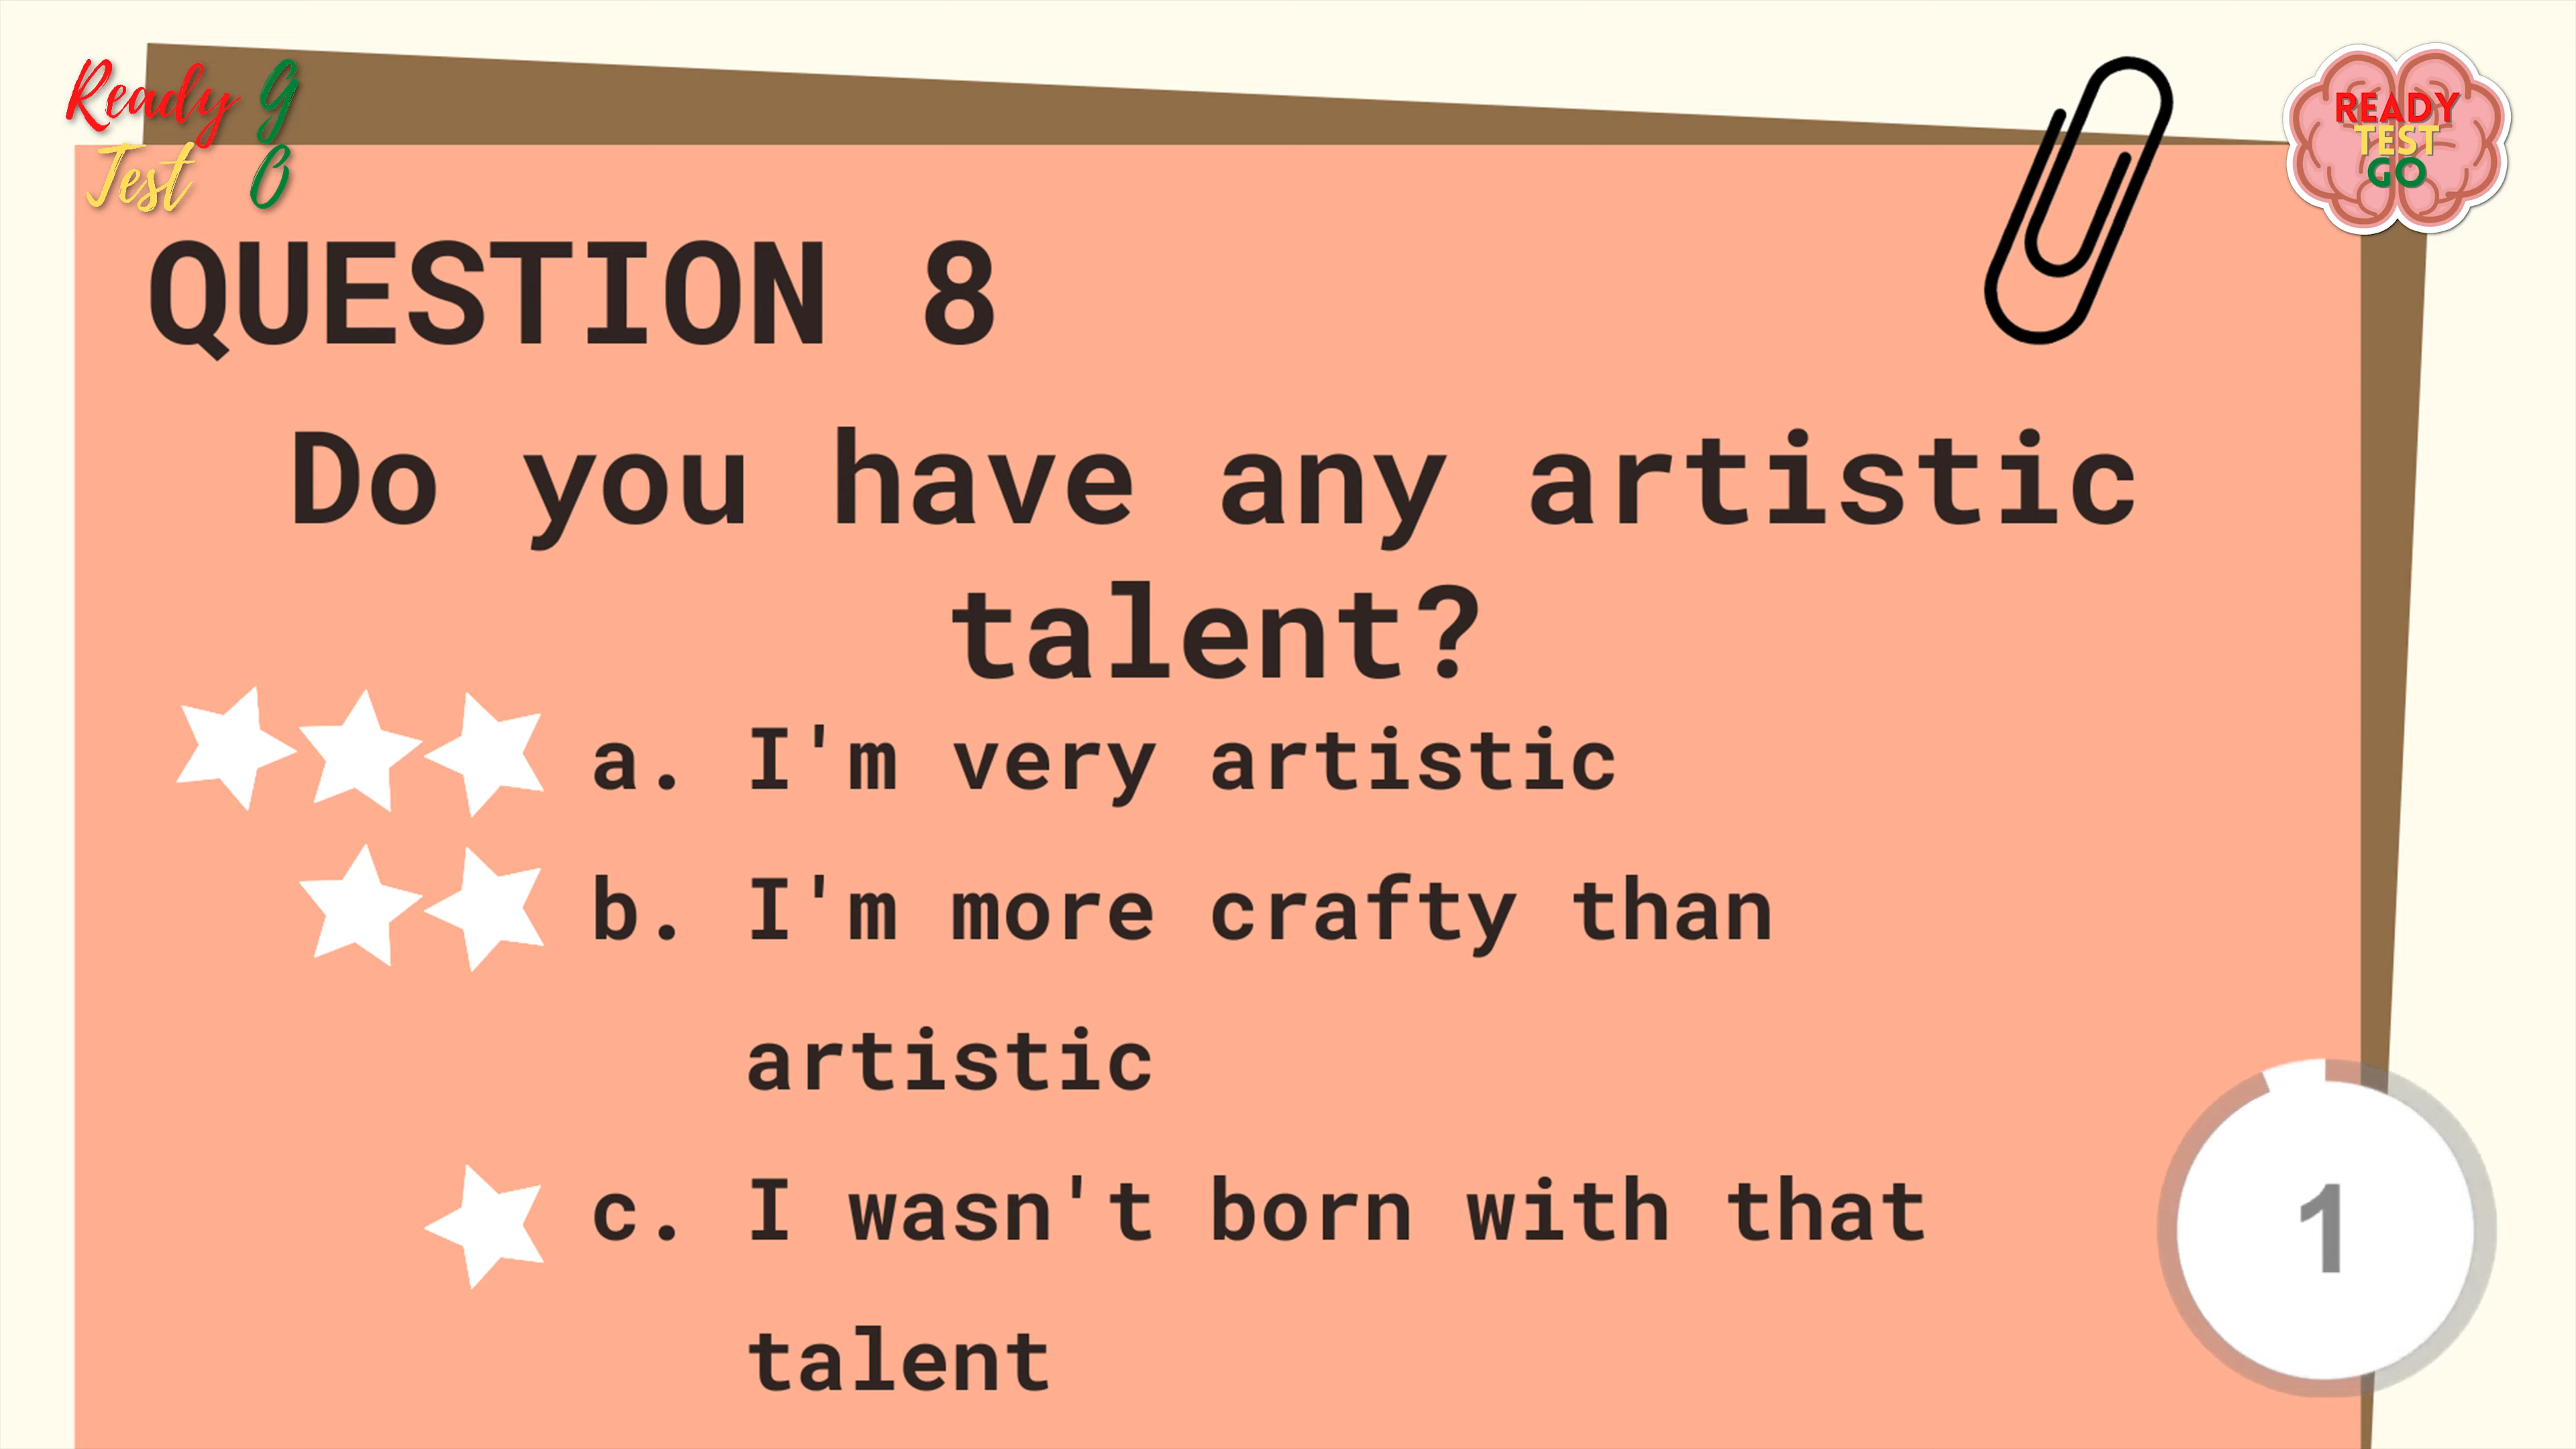 Ready GO
Test
READY
TEST
GO
QUESTION 8
Do you have any artistic
talent?
a. I'm very artistic
b. I'm more crafty than
artistic
c. I wasn't born with that
talent
1